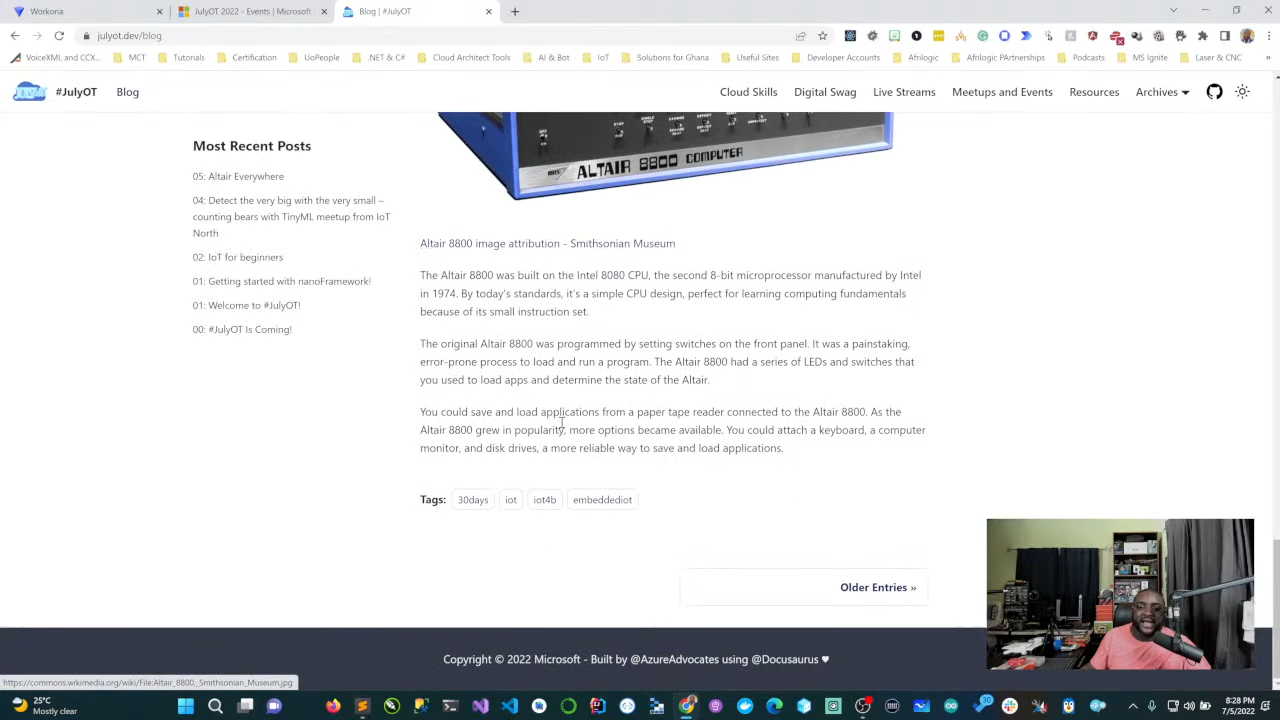 Workona
JulyOT 2022 - Events | Microsoft
Blog | #JulyOT
julyot.dev/blog
VoiceXML and CCX...
MCT
Tutorials
Certification
UoPeople
.NET & C#
Cloud Architect Tools
AI & Bot
IoT
Solutions for Ghana
Useful Sites
Developer Accounts
Afrilogic
Afrilogic PArtnerships
Podcasts
MS Ignite
Laser & CNC
#JulyOT
Blog
Cloud Skills
Digital Swag
Live Streams
Meetups and Events
Resources
Archives
Most Recent Posts
05: Altair Everywhere
04: Detect the very big with the very small –
counting bears with TinyML meetup from IoT
North
02: IoT for beginners
01: Getting started with nanoFramework!
01: Welcome to #JulyOT!
00: #JulyOT Is Coming!
ALTAIR 8800 COMPUTER
Altair 8800 image attribution - Smithsonian Museum
The Altair 8800 was built on the Intel 8080 CPU, the second 8-bit microprocessor manufactured by Intel
in 1974. By today's standards, it's a simple CPU design, perfect for learning computing fundamentals
because of its small instruction set.
The original Altair 8800 was programmed by setting switches on the front panel. It was a painstaking,
error-prone process to load and run a program. The Altair 8800 had a series of LEDs and switches that
you used to load apps and determine the state of the Altair.
You could save and load applications from a paper tape reader connected to the Altair 8800. As the
Altair 8800 grew in popularity, more options became available. You could attach a keyboard, a computer
monitor, and disk drives, a more reliable way to save and load applications.
Tags: 30days iot iot4b embeddediot
Older Entries »
Copyright © 2022 Microsoft - Built by @AzureAdvocates using @Docusaurus ♥
https://commons.wikimedia.org/wiki/File:Altair_8800,_Smithsonian_Museum.jpg
25°C
Mostly clear
30
8:28 PM
7/5/2022